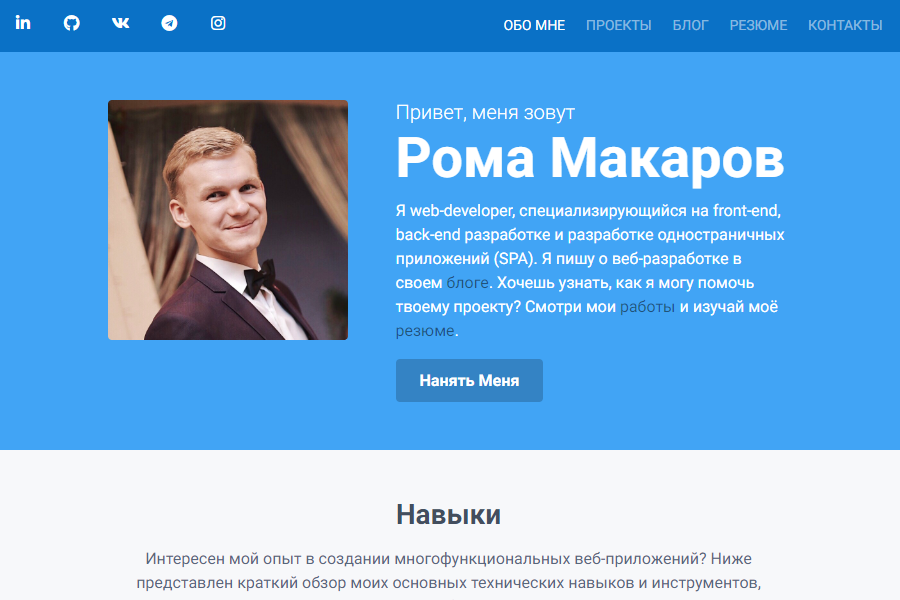 ОБО МНЕ ПРОЕКТЫ БЛОГ РЕЗЮМЕ КОНТАКТЫ
Привет, меня зовут
Рома Макаров
Я web-developer, специализирующийся на front-end,
back-end разработке и разработке одностраничных
приложений (SPA). Я пишу о веб-разработке в
своем блоге. Хочешь узнать, как я могу помочь
твоему проекту? Смотри мои работы и изучай моё
резюме.
Нанять Меня
Навыки
Интересен мой опыт в создании многофункциональных веб-приложений? Ниже
представлен краткий обзор моих основных технических навыков и инструментов,